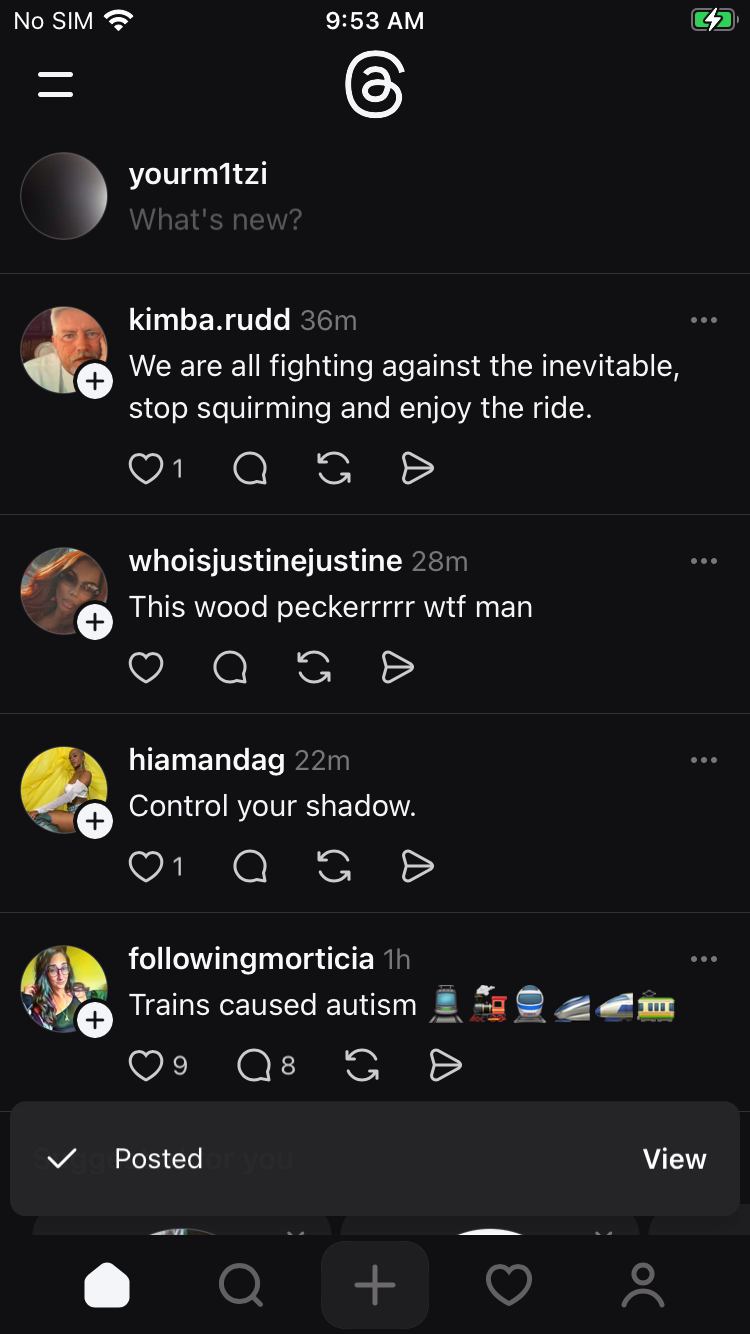 No SIM 9:53 AM
yourm1tzi
What's new?
kimba.rudd 36m
We are all fighting against the inevitable,
stop squirming and enjoy the ride.
1
whoisjustinejustine 28m
This wood peckerrrrr wtf man
hiamandag 22m
Control your shadow.
1
followingmorticia 1h
Trains caused autism 🚊🚂🚆🚄🚅🚃
9 8
Posted View